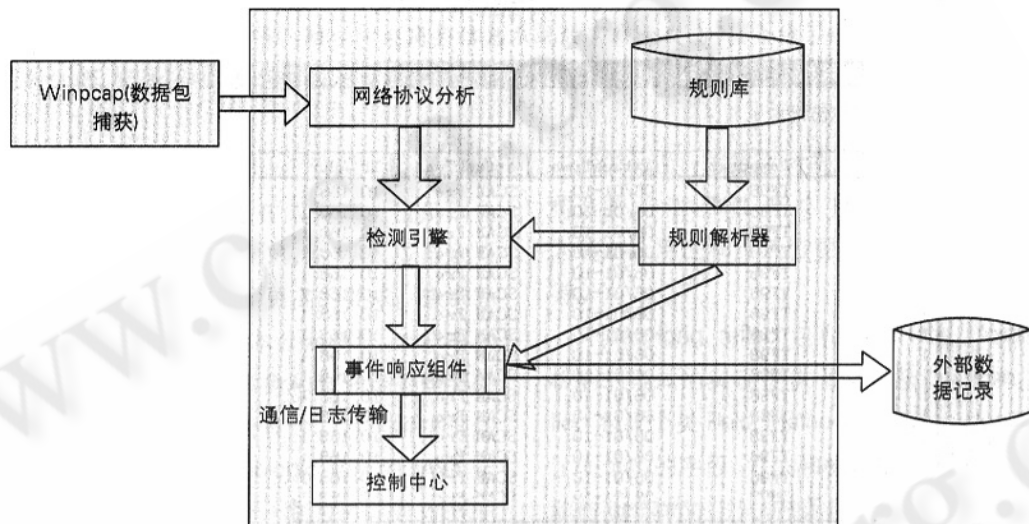 Winpcap(数据包
捕获)
网络协议分析
规则库
检测引擎
规则解析器
事件响应组件
外部数
据记录
通信/日志传输
控制中心